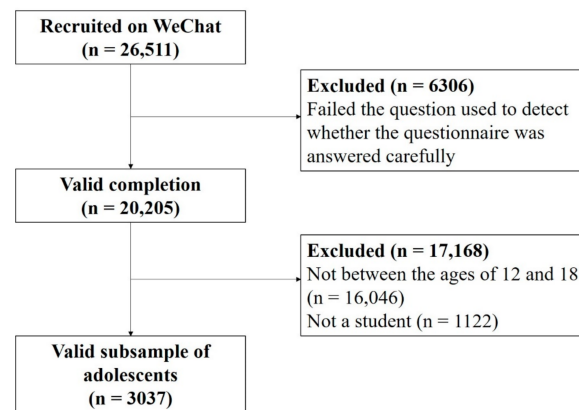 Recruited on WeChat
(n = 26,511)
Excluded (n = 6306)
Failed the question used to detect
whether the questionnaire was
answered carefully
Valid completion
(n = 20,205)
Excluded (n = 17,168)
Not between the ages of 12 and 18
(n = 16,046)
Not a student (n = 1122)
Valid subsample of
adolescents
(n = 3037)